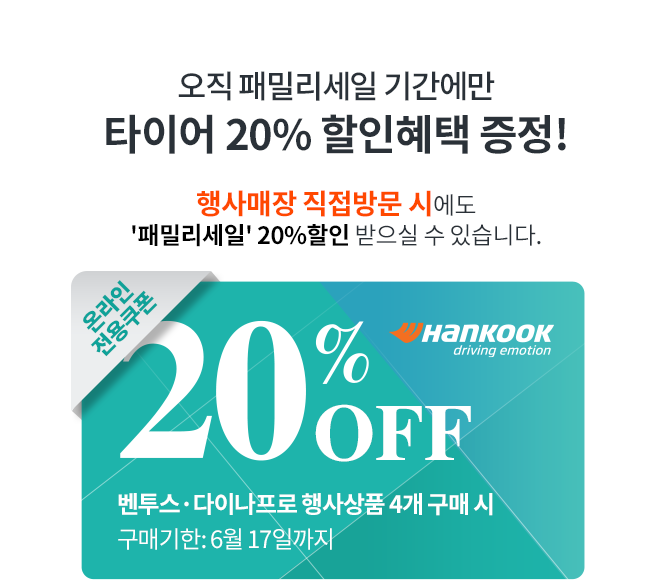 오직 패밀리세일 기간에만
타이어 20% 할인혜택 증정!
행사매장 직접방문 시에도
'패밀리세일' 20%할인 받으실 수 있습니다.
온라인
전용쿠폰
20% OFF
HANKOOK
driving emotion
벤투스·다이나프로 행사상품 4개 구매 시
구매기한: 6월 17일까지